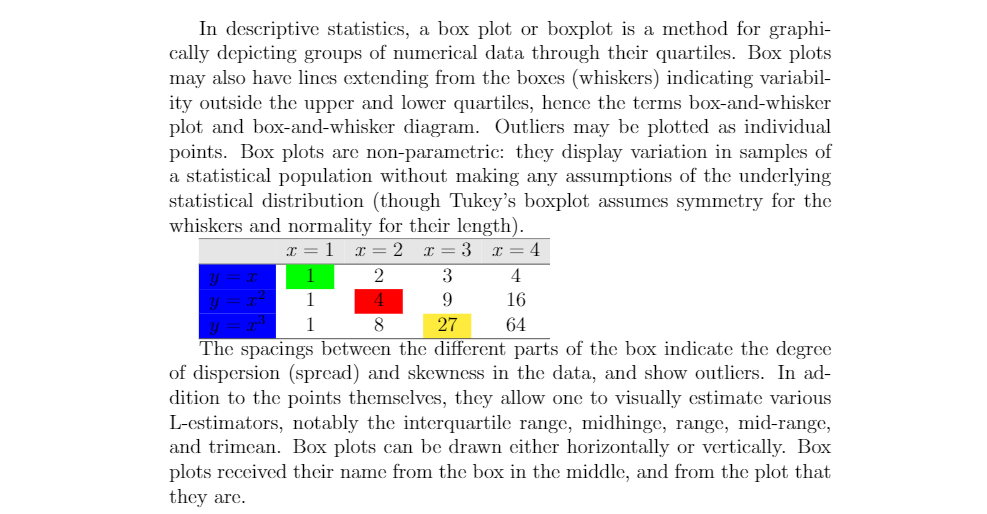 In descriptive statistics, a box plot or boxplot is a method for graphi-
cally depicting groups of numerical data through their quartiles. Box plots
may also have lines extending from the boxes (whiskers) indicating variabil-
ity outside the upper and lower quartiles, hence the terms box-and-whisker
plot and box-and-whisker diagram. Outliers may be plotted as individual
points. Box plots are non-parametric: they display variation in samples of
a statistical population without making any assumptions of the underlying
statistical distribution (though Tukey's boxplot assumes symmetry for the
whiskers and normality for their length).
x = 1 x = 2 x = 3 x = 4
y = x 1 2 3 4
y = x² 1 4 9 16
y = x³ 1 8 27 64
The spacings between the different parts of the box indicate the degree
of dispersion (spread) and skewness in the data, and show outliers. In ad-
dition to the points themselves, they allow one to visually estimate various
L-estimators, notably the interquartile range, midhinge, range, mid-range,
and trimean. Box plots can be drawn either horizontally or vertically. Box
plots received their name from the box in the middle, and from the plot that
they are.